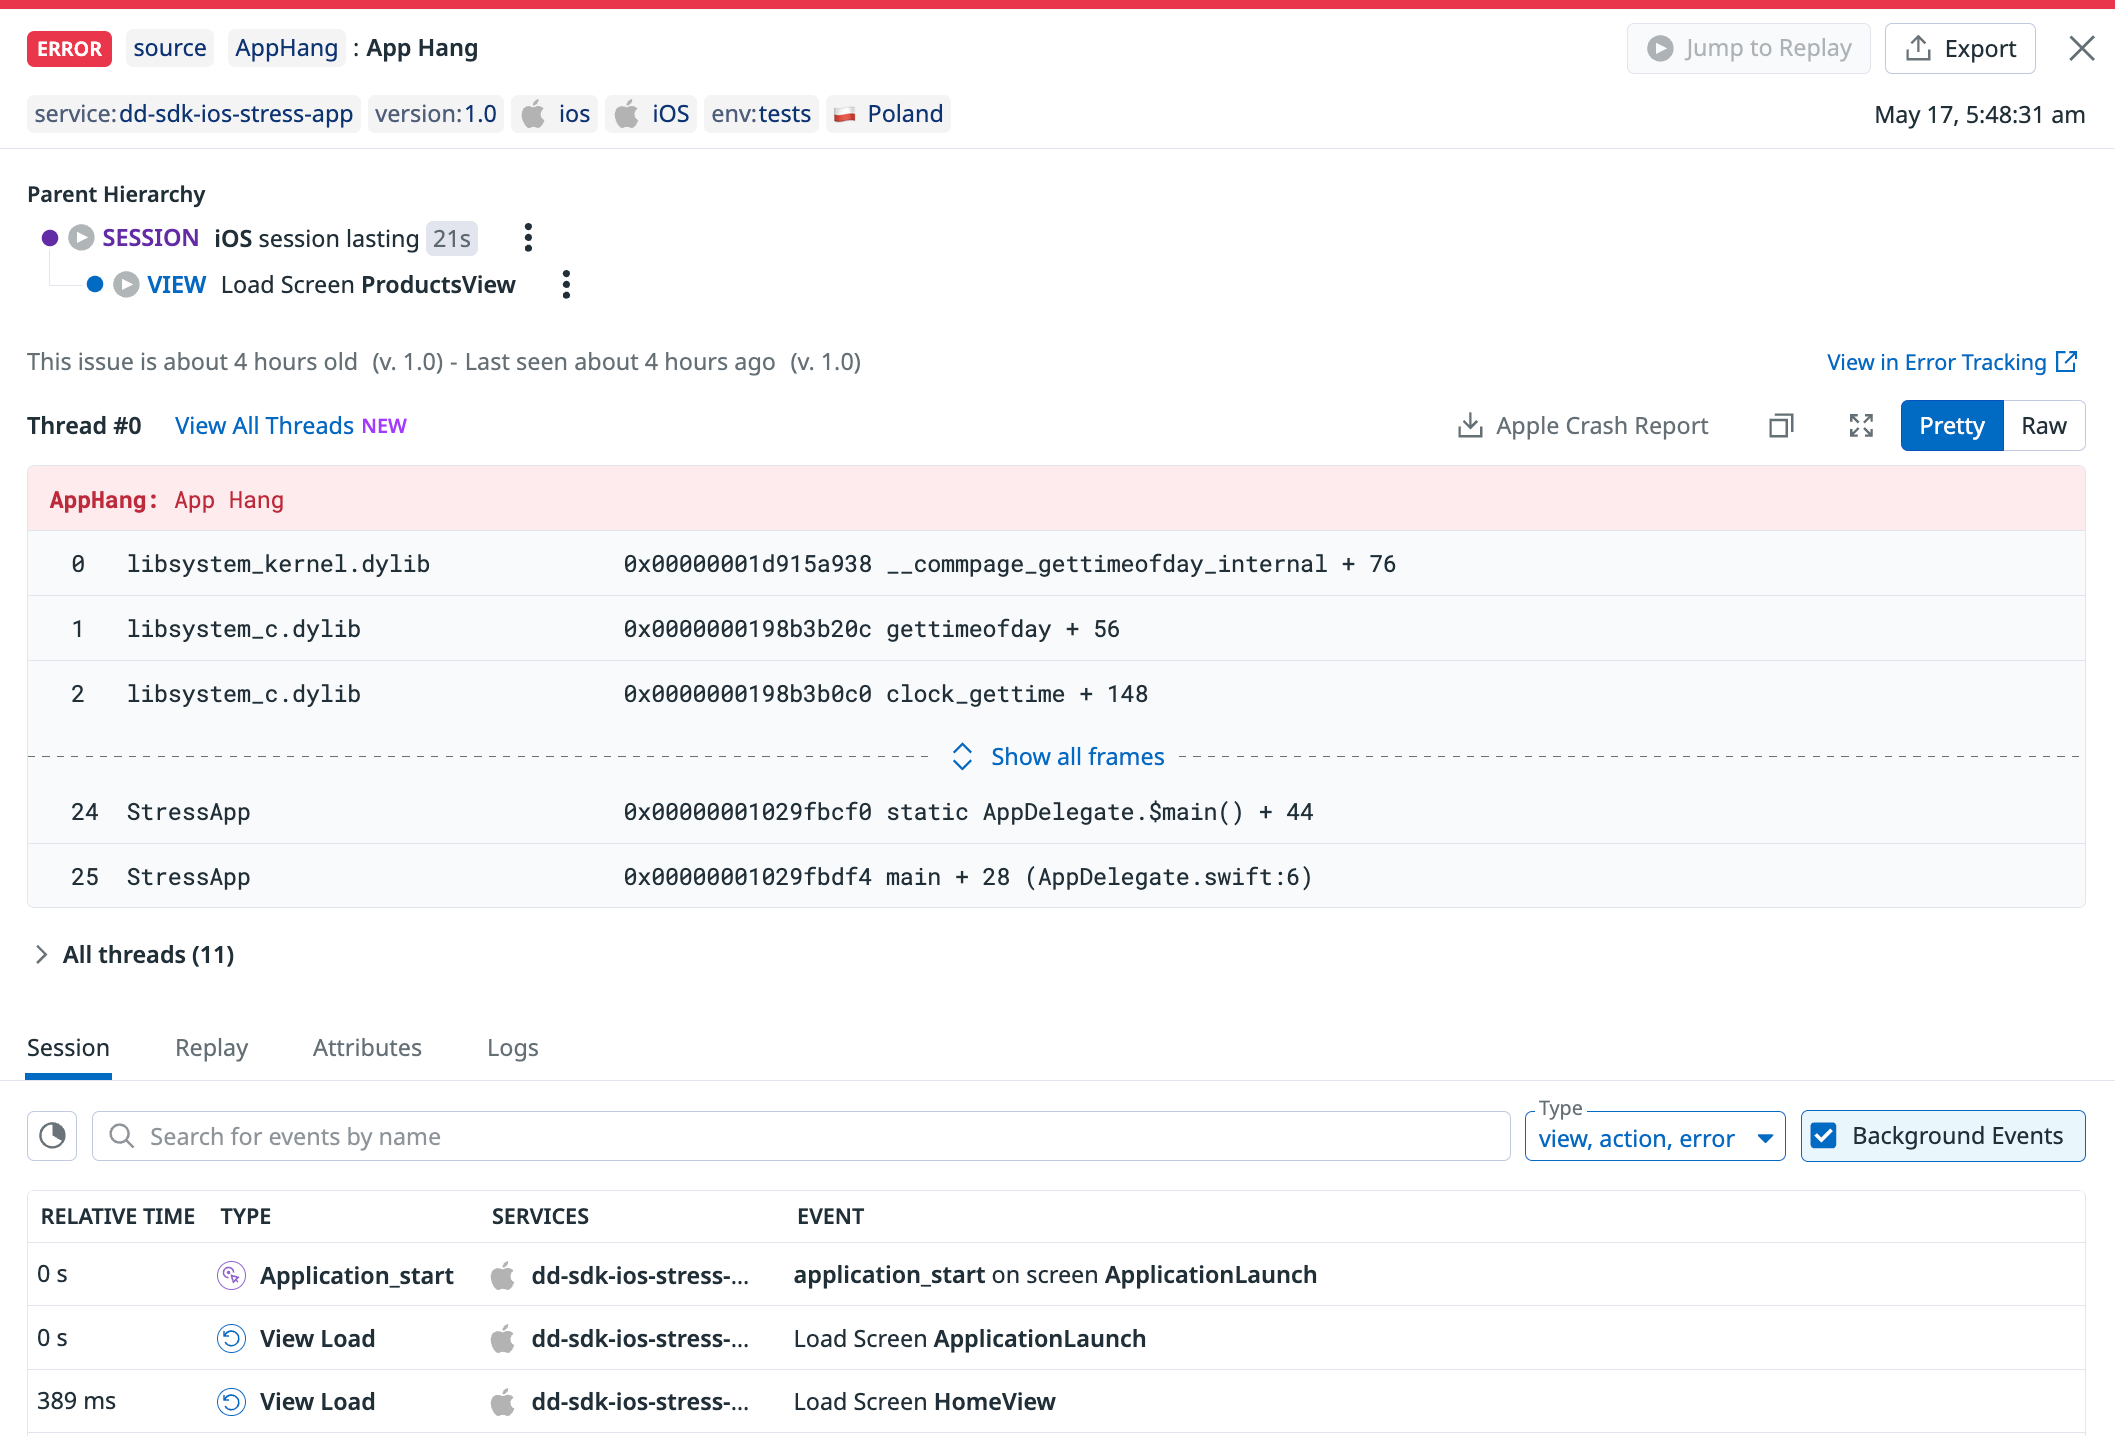 ERROR source AppHang : App Hang Jump to Replay Export
service:dd-sdk-ios-stress-app version:1.0 ios iOS env:tests Poland May 17, 5:48:31 am
Parent Hierarchy
SESSION iOS session lasting 21s
VIEW Load Screen ProductsView
This issue is about 4 hours old (v. 1.0) - Last seen about 4 hours ago (v. 1.0) View in Error Tracking
Thread #0 View All Threads NEW Apple Crash Report Pretty Raw
AppHang: App Hang
0 libsystem_kernel.dylib 0x00000001d915a938 __commpage_gettimeofday_internal + 76
1 libsystem_c.dylib 0x0000000198b3b20c gettimeofday + 56
2 libsystem_c.dylib 0x0000000198b3b0c0 clock_gettime + 148
Show all frames
24 StressApp 0x00000001029fbcf0 static AppDelegate.$main() + 44
25 StressApp 0x00000001029fbdf4 main + 28 (AppDelegate.swift:6)
All threads (11)
Session Replay Attributes Logs
Search for events by name Type view, action, error Background Events
RELATIVE TIME TYPE SERVICES EVENT
0 s Application_start dd-sdk-ios-stress-... application_start on screen ApplicationLaunch
0 s View Load dd-sdk-ios-stress-... Load Screen ApplicationLaunch
389 ms View Load dd-sdk-ios-stress-... Load Screen HomeView